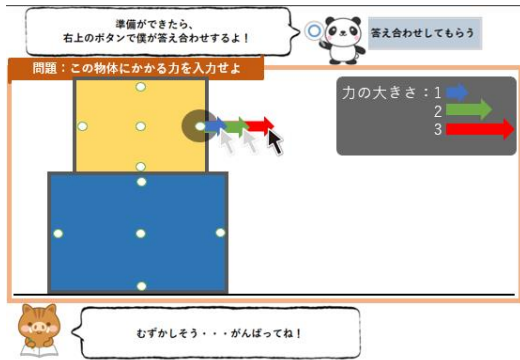 準備ができたら、
右上のボタンで僕が答え合わせするよ！
答え合わせしてもらう
問題：この物体にかかる力を入力せよ
力の大きさ：1
2
3
むずかしそう・・・がんばってね！